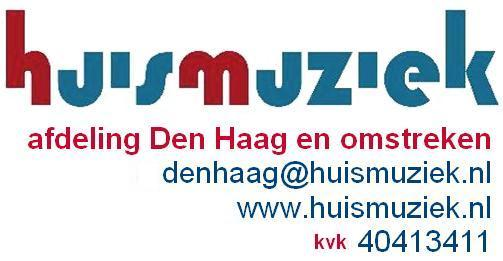 huismuziek
afdeling Den Haag en omstreken
denhaag@huismuziek.nl
www.huismuziek.nl
kvk 40413411